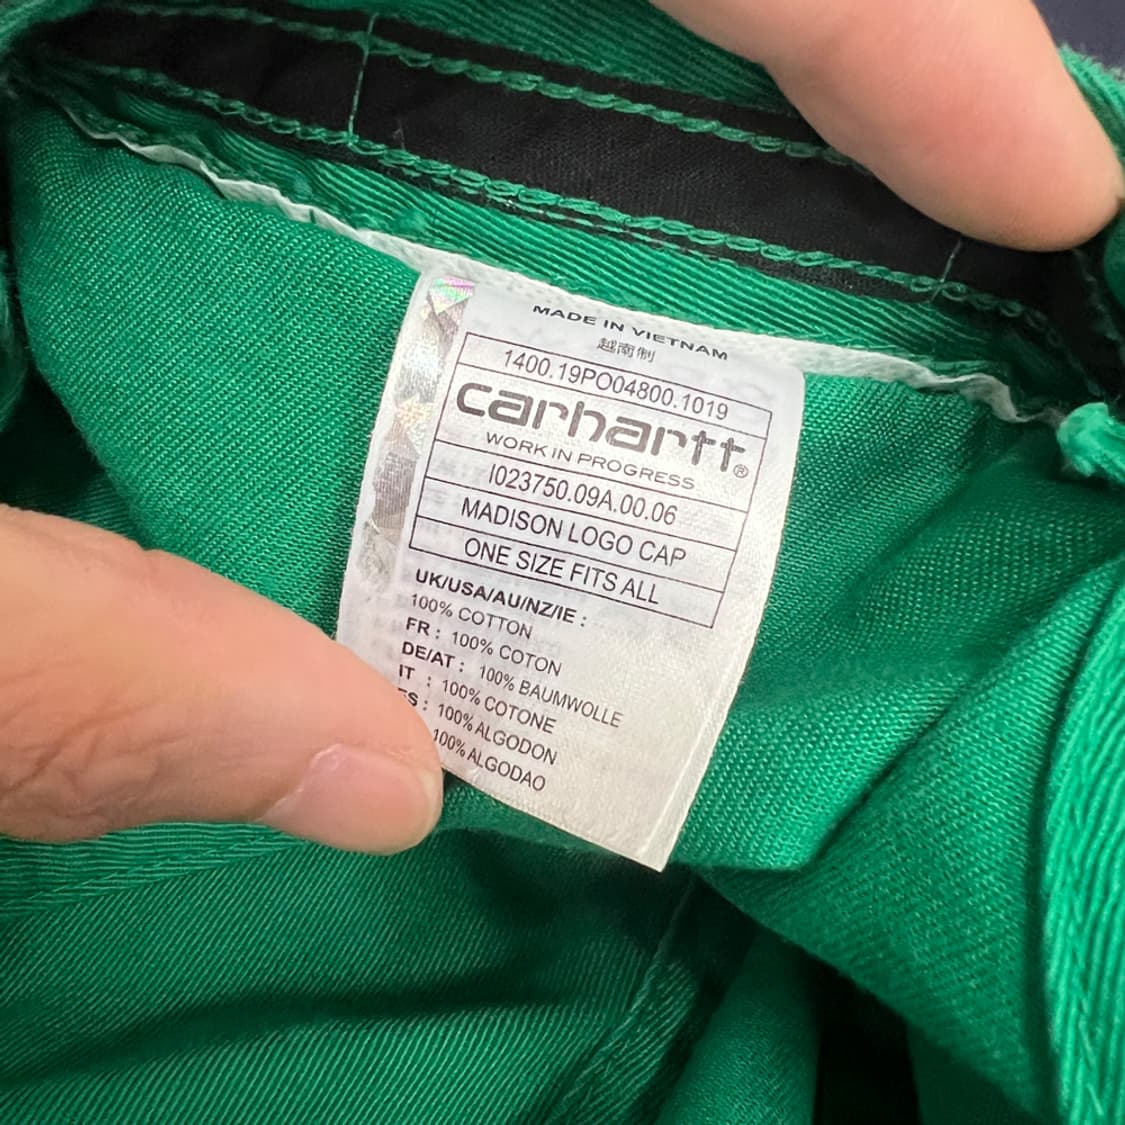 MADE IN VIETNAM
越南制
1400.19PO04800.1019
carhartt®
WORK IN PROGRESS
I023750.09A.00.06
MADISON LOGO CAP
ONE SIZE FITS ALL
UK/USA/AU/NZ/IE :
100% COTTON
FR : 100% COTON
DE/AT : 100% BAUMWOLLE
IT : 100% COTONE
ES : 100% ALGODON
100% ALGODAO